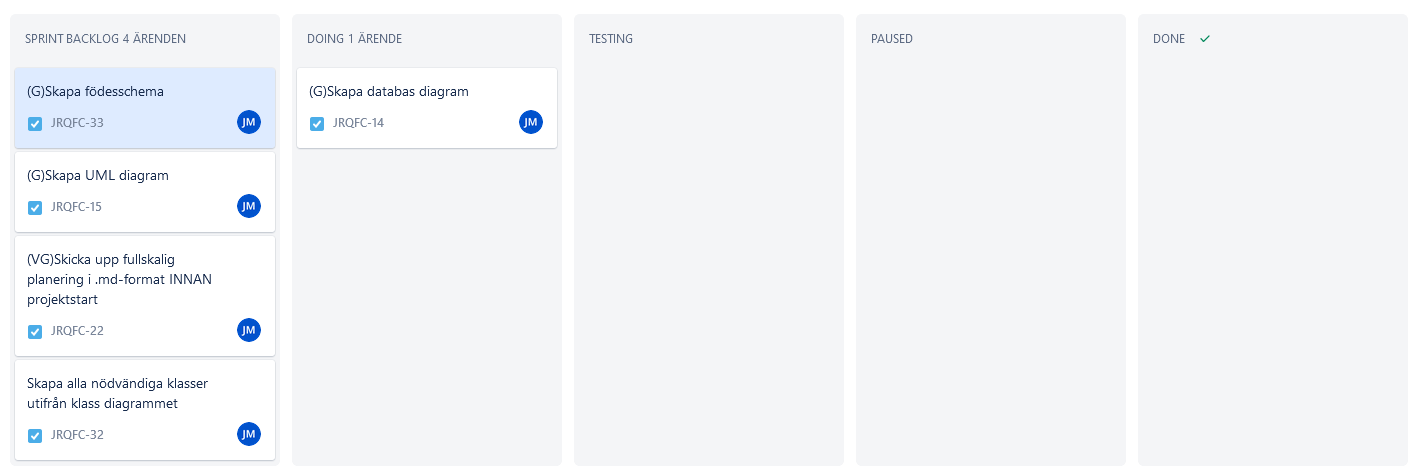 SPRINT BACKLOG 4 ÄRENDEN
(G)Skapa födesschema
JRQFC-33 JM
(G)Skapa UML diagram
JRQFC-15 JM
(VG)Skicka upp fullskalig
planering i .md-format INNAN
projektstart
JRQFC-22 JM
Skapa alla nödvändiga klasser
utifrån klass diagrammet
JRQFC-32 JM
DOING 1 ÄRENDE
(G)Skapa databas diagram
JRQFC-14 JM
TESTING
PAUSED
DONE